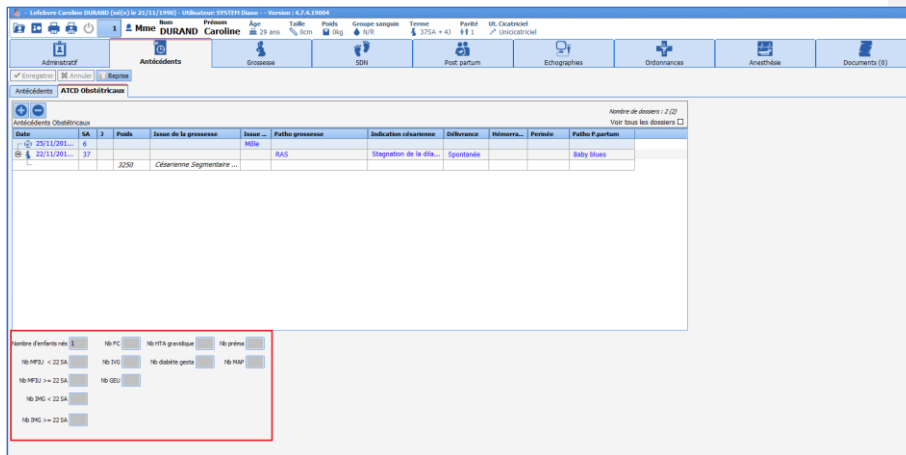 - Lefebvre Caroline DURAND (né(e) le 21/11/1990) - Utilisateur: SYSTEM Diane - - Version : 4.7.4.19004
1 Mme Nom DURAND Prénom Caroline Âge 29 ans Taille 0cm Poids 0kg Groupe sanguin N/R Terme 37SA + 4J Parité 1 Ut. Cicatriciel Unicicatriciel
Administratif Antécédents Grossesse SDN Post partum Echographies Ordonnances Anesthésie Documents (0)
Enregistrer Annuler Reprise
Antécédents ATCD Obstétricaux
Nombre de dossiers : 2 (2)
Antécédents Obstétricaux Voir tous les dossiers
Date SA J Poids Issue de la grossesse Issue ... Patho grossesse Indication césarienne Délivrance Hémorra... Perinée Patho P.partum
25/11/201... 6 Môle
22/11/201... 37 RAS Stagnation de la dila... Spontanée Baby blues
3250 Césarienne Segmentaire ...
Nombre d'enfants nés 1 Nb FC Nb HTA gravidique Nb préma
Nb MFIU < 22 SA Nb IVG Nb diabète gesta Nb MAP
Nb MFIU >= 22 SA Nb GEU
Nb IMG < 22 SA
Nb IMG >= 22 SA